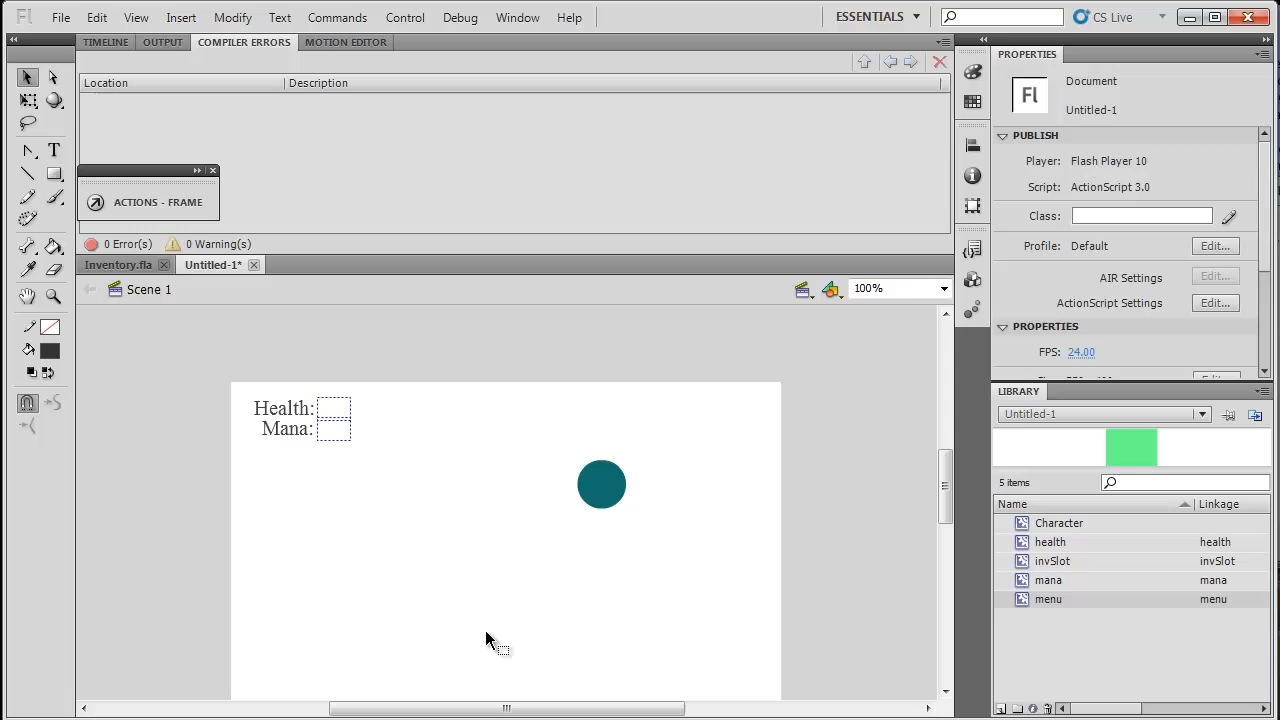 Fl File Edit View Insert Modify Text Commands Control Debug Window Help ESSENTIALS CS Live
TIMELINE OUTPUT COMPILER ERRORS MOTION EDITOR
Location Description
ACTIONS - FRAME
0 Error(s) 0 Warning(s)
Inventory.fla Untitled-1*
Scene 1 100%
Health:
Mana:
T
PROPERTIES
Fl
Document
Untitled-1
PUBLISH
Player: Flash Player 10
Script: ActionScript 3.0
Class:
Profile: Default Edit...
AIR Settings Edit...
ActionScript Settings Edit...
PROPERTIES
FPS: 24.00
LIBRARY
Untitled-1
5 items
Name Linkage
Character
health health
invSlot invSlot
mana mana
menu menu